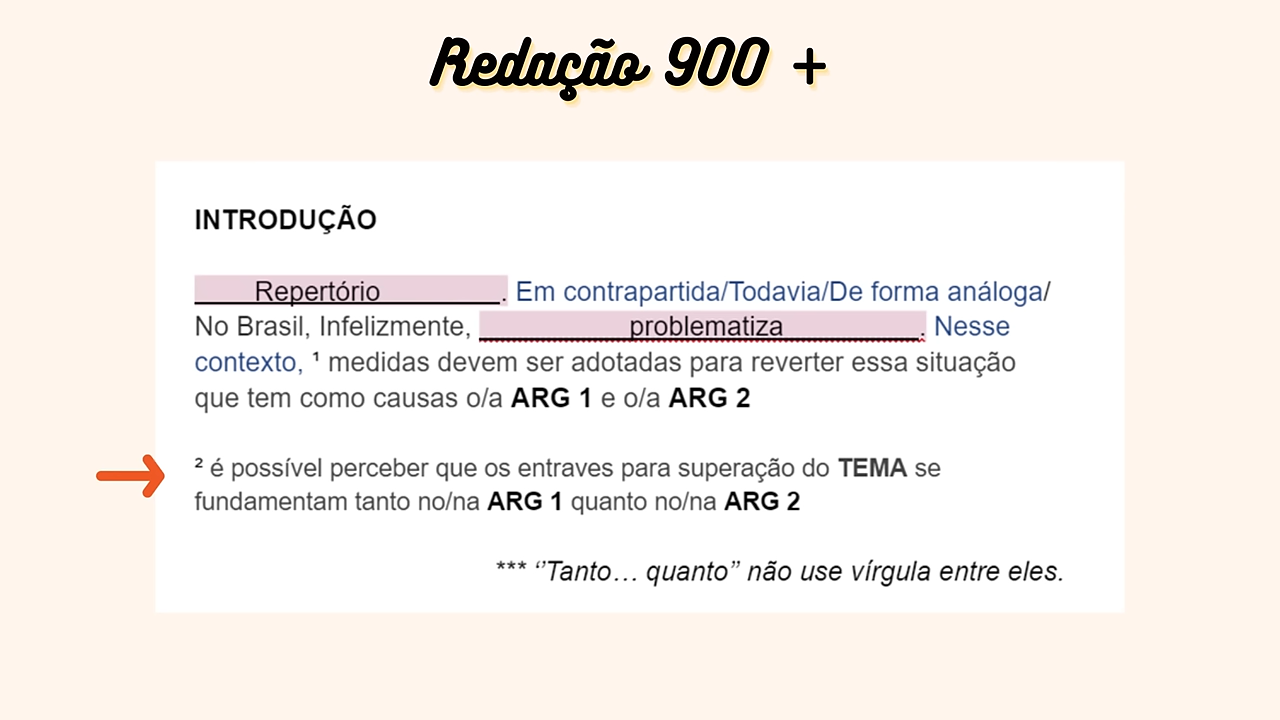 Redação 900 +
INTRODUÇÃO
____Repertório________. Em contrapartida/Todavia/De forma análoga/
No Brasil, Infelizmente, __________problematiza_________. Nesse
contexto, ¹ medidas devem ser adotadas para reverter essa situação
que tem como causas o/a ARG 1 e o/a ARG 2
² é possível perceber que os entraves para superação do TEMA se
fundamentam tanto no/na ARG 1 quanto no/na ARG 2
*** ‘’Tanto… quanto’’ não use vírgula entre eles.